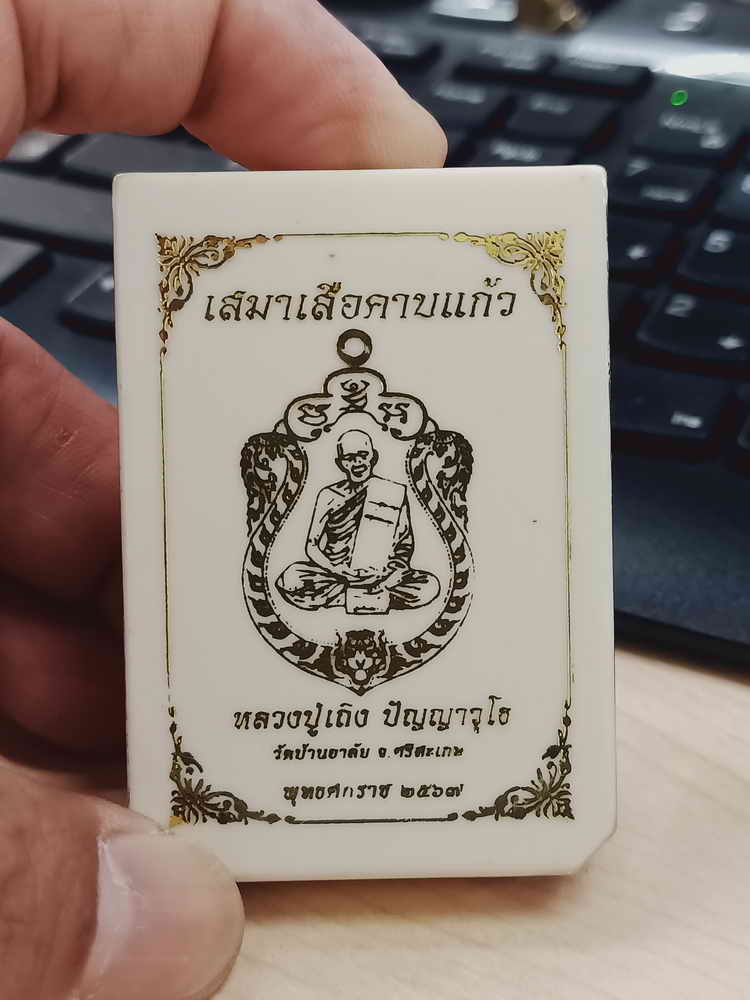 เสมาเสือคาบแก้ว
หลวงปู่เถิง ปัญญาวุโธ
วัดบ้านอาลัย จ.ศรีสะเกษ
พุทธศกราช ๒๕๖๗